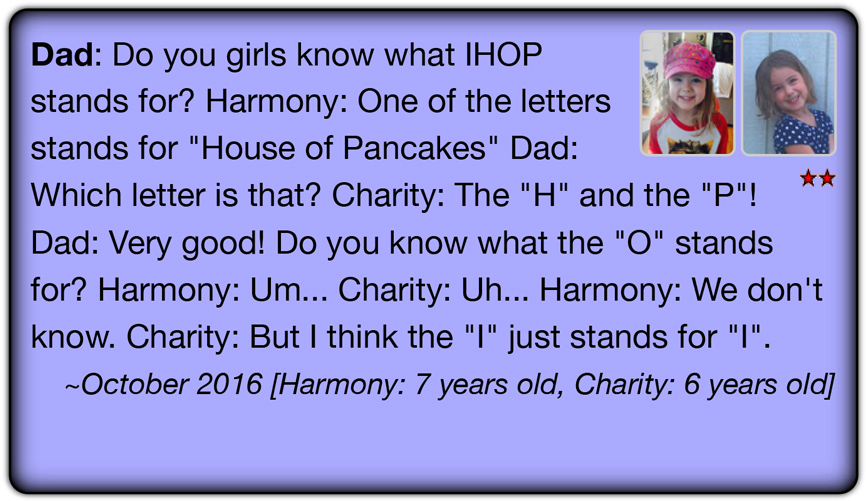 Dad: Do you girls know what IHOP
stands for? Harmony: One of the letters
stands for "House of Pancakes" Dad:
Which letter is that? Charity: The "H" and the "P"!
Dad: Very good! Do you know what the "O" stands
for? Harmony: Um... Charity: Uh... Harmony: We don't
know. Charity: But I think the "I" just stands for "I".
~October 2016 [Harmony: 7 years old, Charity: 6 years old]